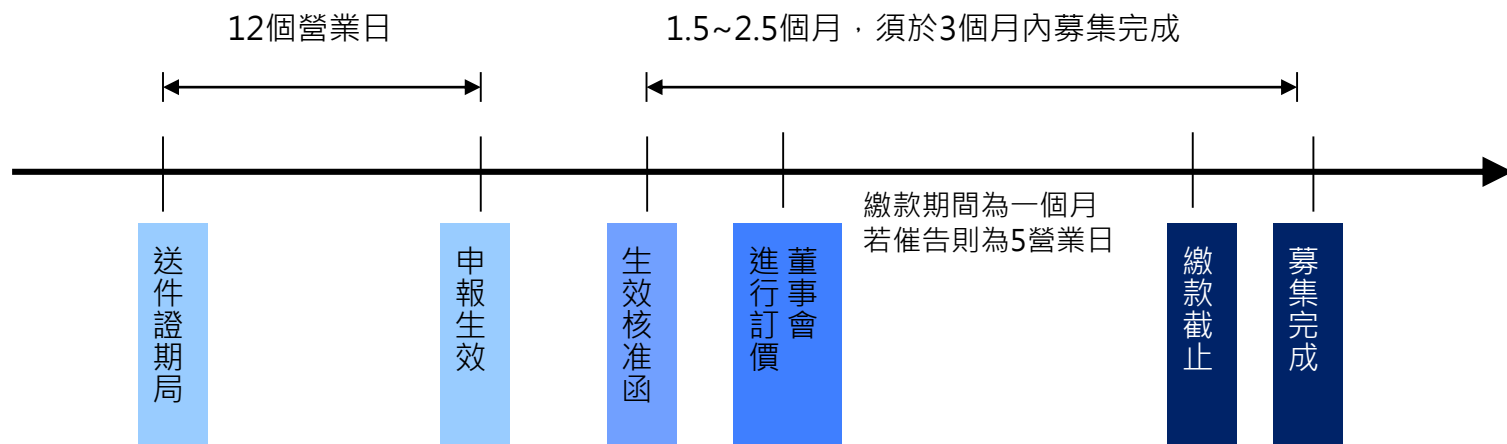 12個營業日
1.5~2.5個月，須於3個月內募集完成
繳款期間為一個月
若催告則為5營業日
送件證期局
申報生效
生效核准函
董事會
進行訂價
繳款截止
募集完成